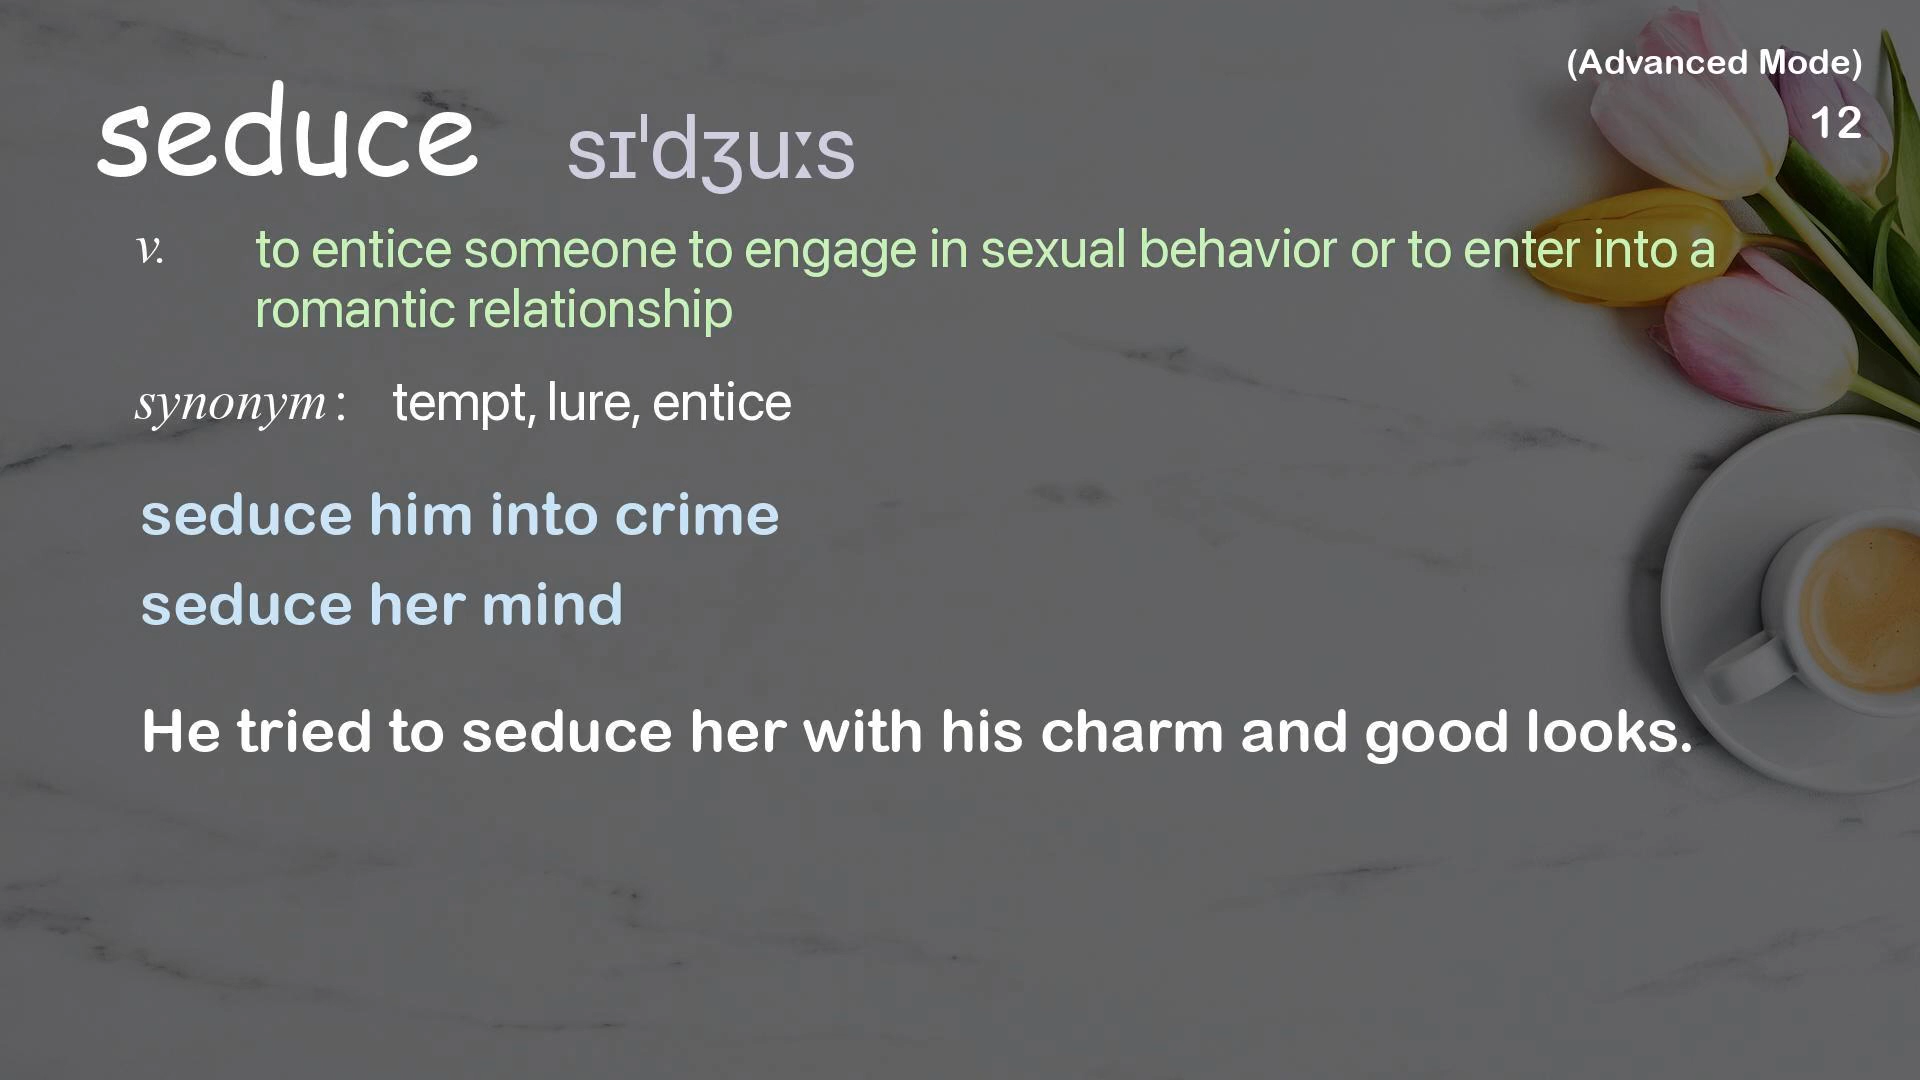 (Advanced Mode)
seduce sɪˈdʒuːs
12
v. to entice someone to engage in sexual behavior or to enter into a
romantic relationship
synonym : tempt, lure, entice
seduce him into crime
seduce her mind
He tried to seduce her with his charm and good looks.